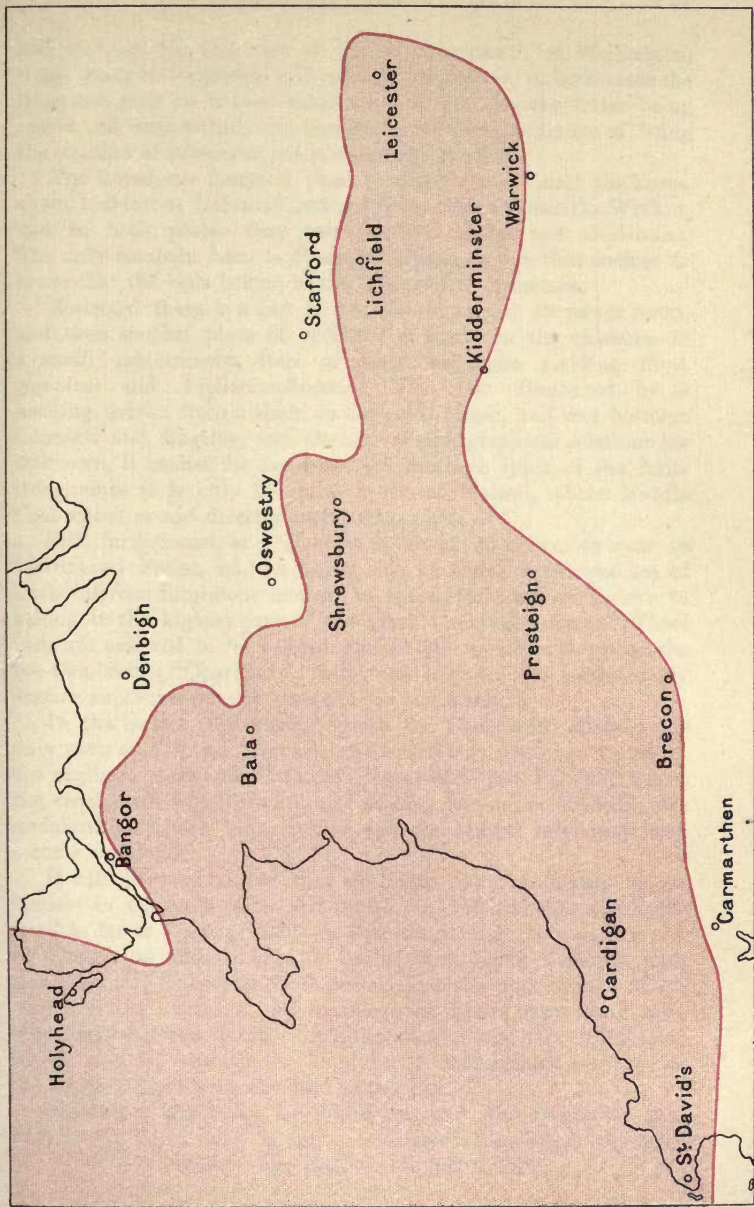 Holyhead
Bangor
Denbigh
Bala
Oswestry
Stafford
Shrewsbury
Lichfield
Leicester
Kidderminster
Warwick
Presteign
Cardigan
Brecon
St David's
Carmarthen